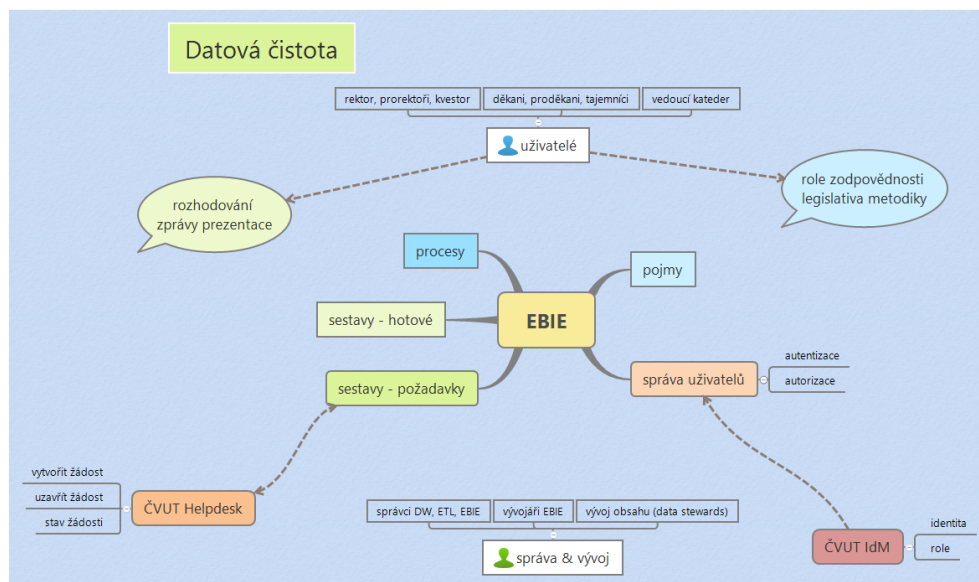 Datová čistota
rektor, prorektoři, kvestor
děkani, proděkani, tajemníci
vedoucí kateder
uživatelé
rozhodování
zprávy prezentace
role zodpovědnosti
legislativa metodiky
procesy
pojmy
sestavy - hotové
EBIE
sestavy - požadavky
správa uživatelů
autentizace
autorizace
vytvořit žádost
uzavřít žádost
stav žádosti
ČVUT Helpdesk
správci DW, ETL, EBIE
vývojáří EBIE
vývoj obsahu (data stewards)
správa & vývoj
ČVUT IdM
identita
role